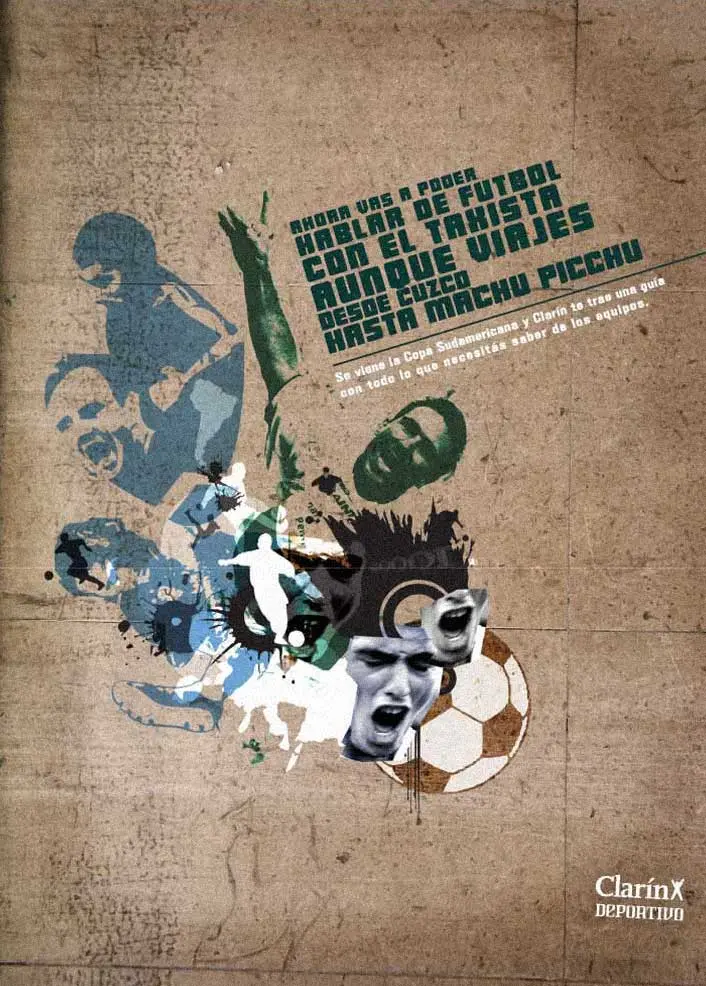 AHORA VAS A PODER
HABLAR DE FUTBOL
CON EL TAXISTA
AUNQUE VIAJES
DESDE CUZCO
HASTA MACHU PICCHU
Se viene la Copa Sudamericana y Clarín te trae una guía
con todo lo que necesitás saber de los equipos.
Clarín
DEPORTIVO